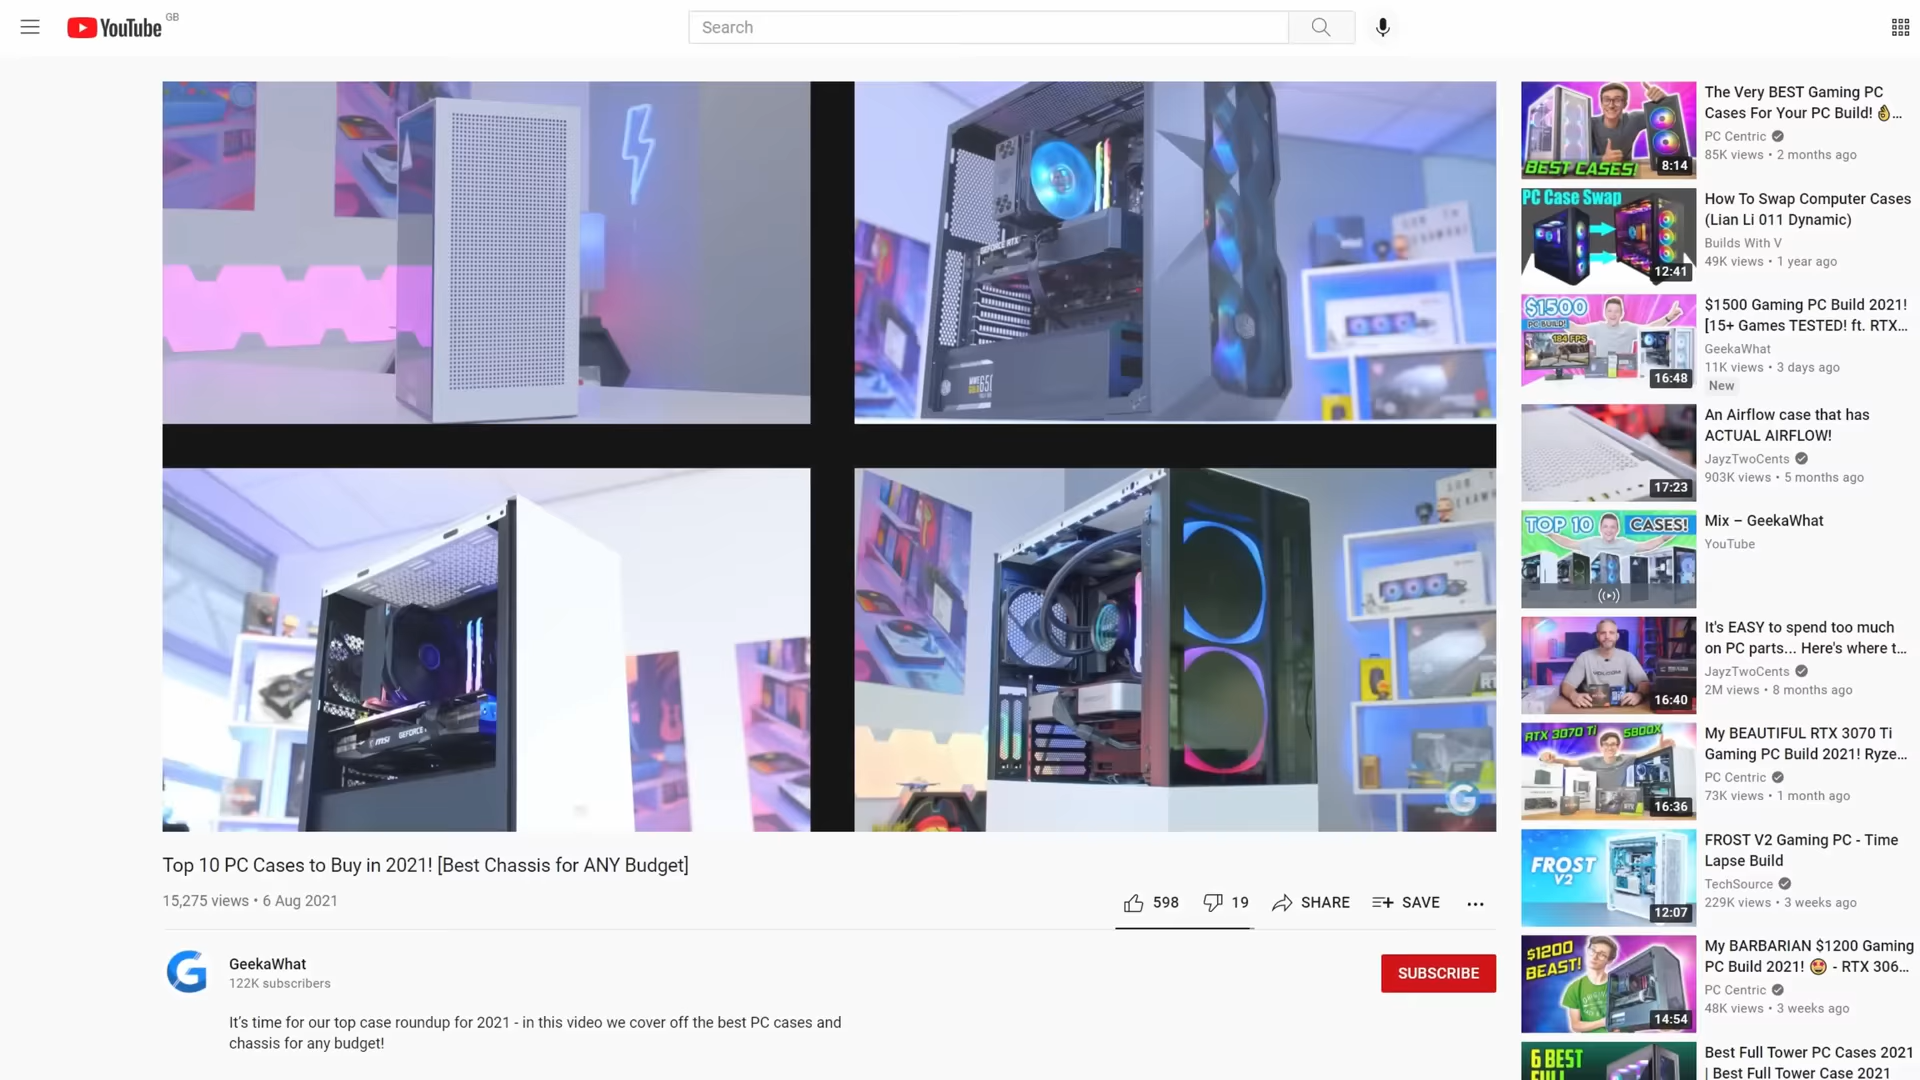 YouTube GB
Search
GEFORCE RTX
MWE
GOLD 650
msi GEFORCE
Top 10 PC Cases to Buy in 2021! [Best Chassis for ANY Budget]
15,275 views • 6 Aug 2021
598
19
SHARE
SAVE
GeekaWhat
122K subscribers
SUBSCRIBE
It’s time for our top case roundup for 2021 - in this video we cover off the best PC cases and
chassis for any budget!
BEST CASES!
8:14
The Very BEST Gaming PC
Cases For Your PC Build! 👌...
PC Centric
85K views • 2 months ago
PC Case Swap
12:41
How To Swap Computer Cases
(Lian Li 011 Dynamic)
Builds With V
49K views • 1 year ago
$1500
PC BUILD!
184 FPS
16:48
$1500 Gaming PC Build 2021!
[15+ Games TESTED! ft. RTX...
GeekaWhat
11K views • 3 days ago
New
17:23
An Airflow case that has
ACTUAL AIRFLOW!
JayzTwoCents
903K views • 5 months ago
TOP 10 CASES!
Mix – GeekaWhat
YouTube
16:40
It's EASY to spend too much
on PC parts... Here's where t...
JayzTwoCents
2M views • 8 months ago
RTX 3070 Ti 5800X
16:36
My BEAUTIFUL RTX 3070 Ti
Gaming PC Build 2021! Ryze...
PC Centric
73K views • 1 month ago
FROST
V2
12:07
FROST V2 Gaming PC - Time
Lapse Build
TechSource
229K views • 3 weeks ago
$1200
BEAST!
14:54
My BARBARIAN $1200 Gaming
PC Build 2021! 🤩 - RTX 306...
PC Centric
48K views • 3 weeks ago
6 BEST
FULL
Best Full Tower PC Cases 2021
| Best Full Tower Case 2021